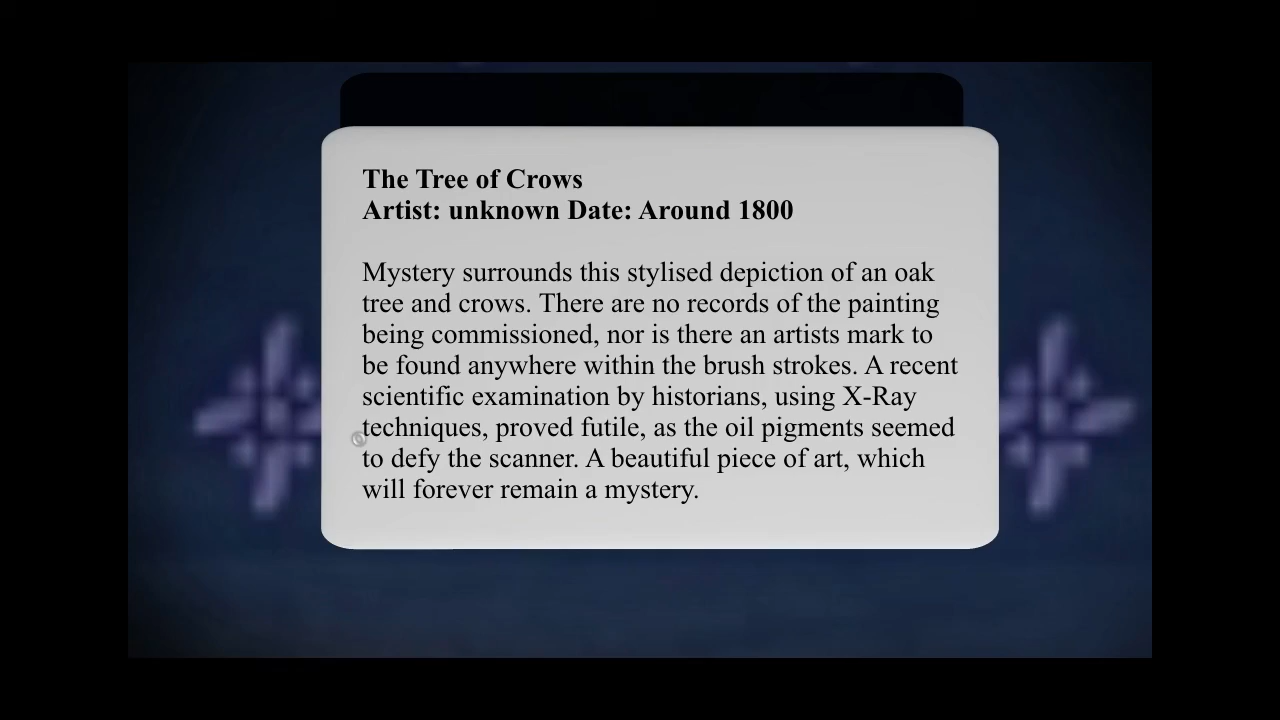 The Tree of Crows
Artist: unknown Date: Around 1800
Mystery surrounds this stylised depiction of an oak
tree and crows. There are no records of the painting
being commissioned, nor is there an artists mark to
be found anywhere within the brush strokes. A recent
scientific examination by historians, using X-Ray
techniques, proved futile, as the oil pigments seemed
to defy the scanner. A beautiful piece of art, which
will forever remain a mystery.